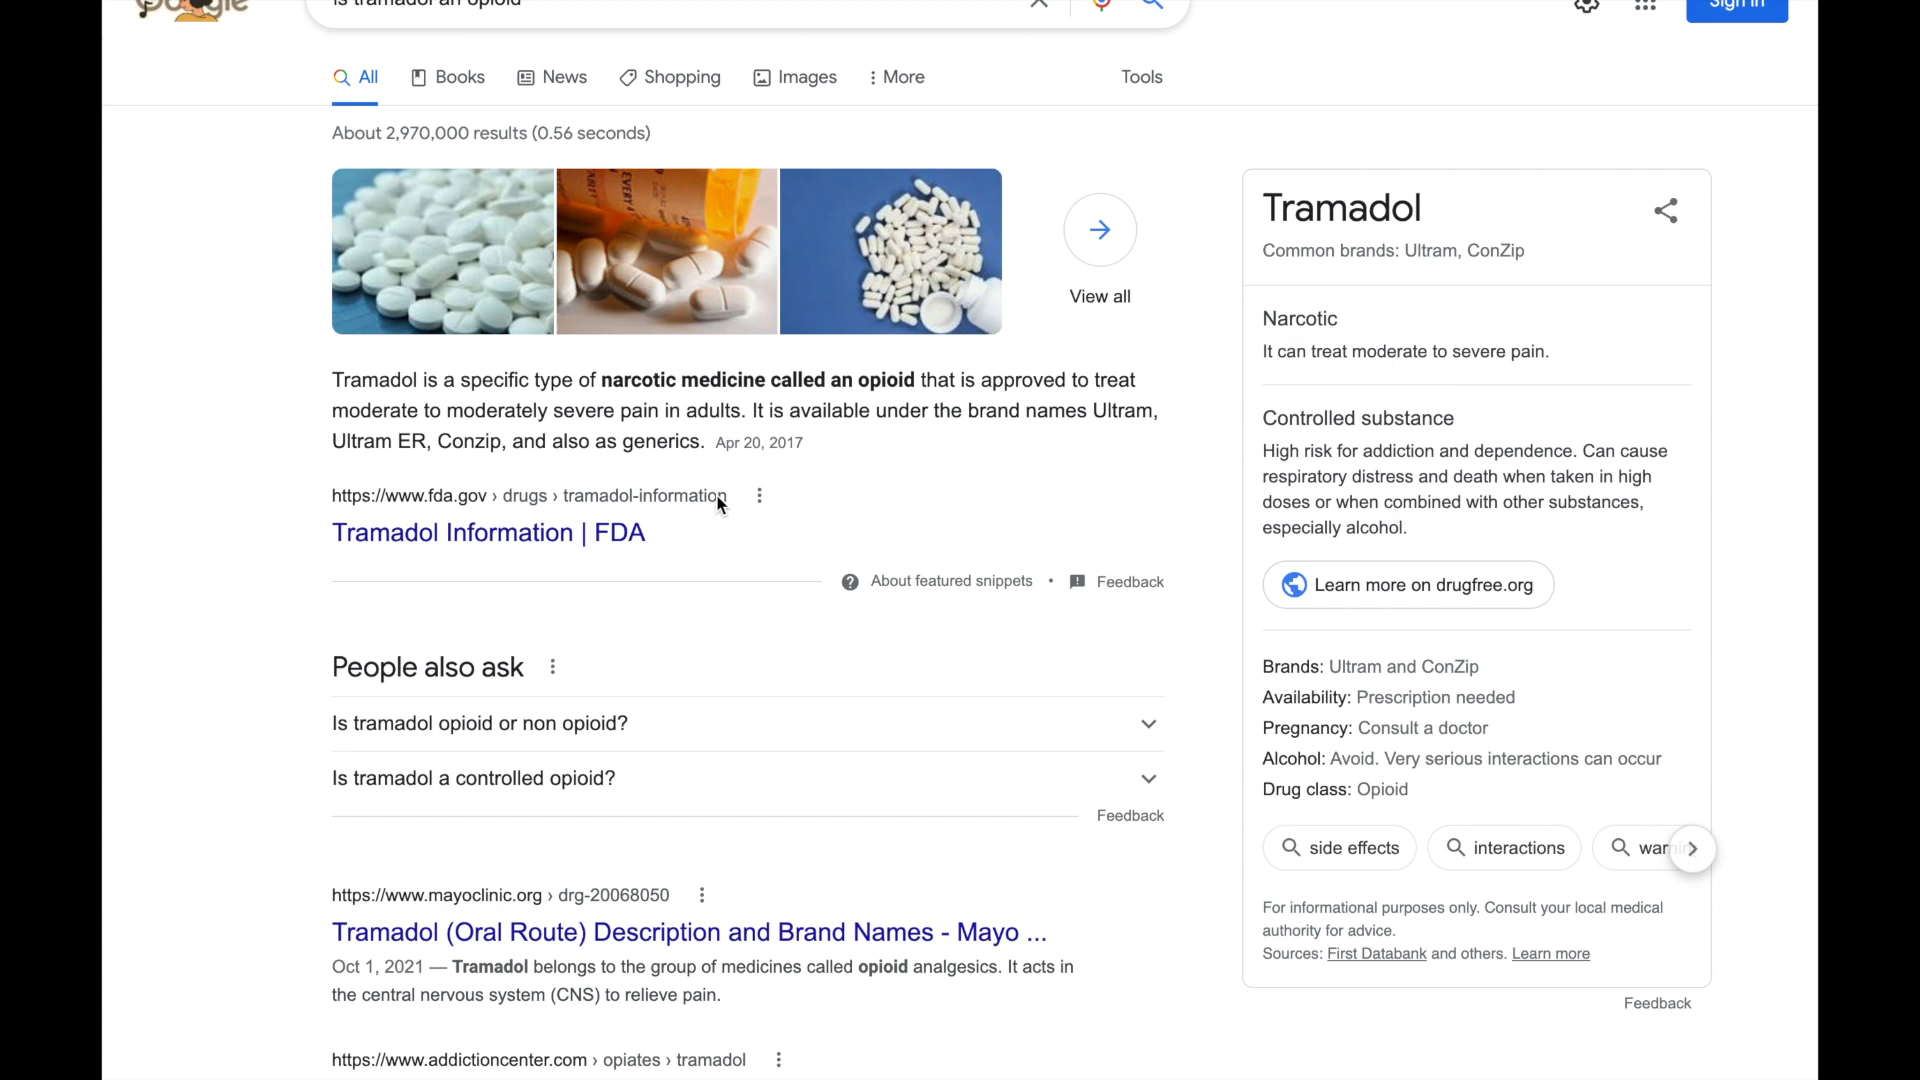 is tramadol an opioid
Sign in
All
Books
News
Shopping
Images
More
Tools
About 2,970,000 results (0.56 seconds)
View all
Tramadol is a specific type of narcotic medicine called an opioid that is approved to treat
moderate to moderately severe pain in adults. It is available under the brand names Ultram,
Ultram ER, Conzip, and also as generics. Apr 20, 2017
https://www.fda.gov › drugs › tramadol-information
Tramadol Information | FDA
About featured snippets • Feedback
People also ask
Is tramadol opioid or non opioid?
Is tramadol a controlled opioid?
Feedback
https://www.mayoclinic.org › drg-20068050
Tramadol (Oral Route) Description and Brand Names - Mayo ...
Oct 1, 2021 — Tramadol belongs to the group of medicines called opioid analgesics. It acts in
the central nervous system (CNS) to relieve pain.
https://www.addictioncenter.com › opiates › tramadol
Tramadol
Common brands: Ultram, ConZip
Narcotic
It can treat moderate to severe pain.
Controlled substance
High risk for addiction and dependence. Can cause
respiratory distress and death when taken in high
doses or when combined with other substances,
especially alcohol.
Learn more on drugfree.org
Brands: Ultram and ConZip
Availability: Prescription needed
Pregnancy: Consult a doctor
Alcohol: Avoid. Very serious interactions can occur
Drug class: Opioid
side effects
interactions
For informational purposes only. Consult your local medical
authority for advice.
Sources: First Databank and others. Learn more
Feedback